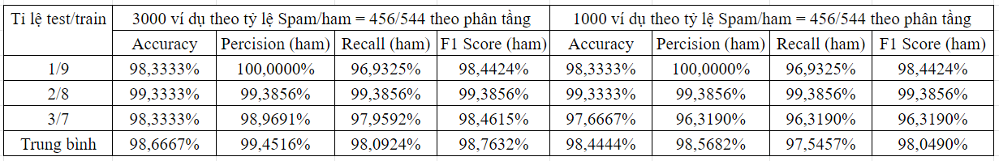 Tỉ lệ test/train 3000 ví dụ theo tỷ lệ Spam/ham = 456/544 theo phân tầng 1000 ví dụ theo tỷ lệ Spam/ham = 456/544 theo phân tầng
Accuracy Percision (ham) Recall (ham) F1 Score (ham) Accuracy Percision (ham) Recall (ham) F1 Score (ham)
1/9 98,3333% 100,0000% 96,9325% 98,4424% 98,3333% 100,0000% 96,9325% 98,4424%
2/8 99,3333% 99,3856% 99,3856% 99,3856% 99,3333% 99,3856% 99,3856% 99,3856%
3/7 98,3333% 98,9691% 97,9592% 98,4615% 97,6667% 96,3190% 96,3190% 96,3190%
Trung bình 98,6667% 99,4516% 98,0924% 98,7632% 98,4444% 98,5682% 97,5457% 98,0490%